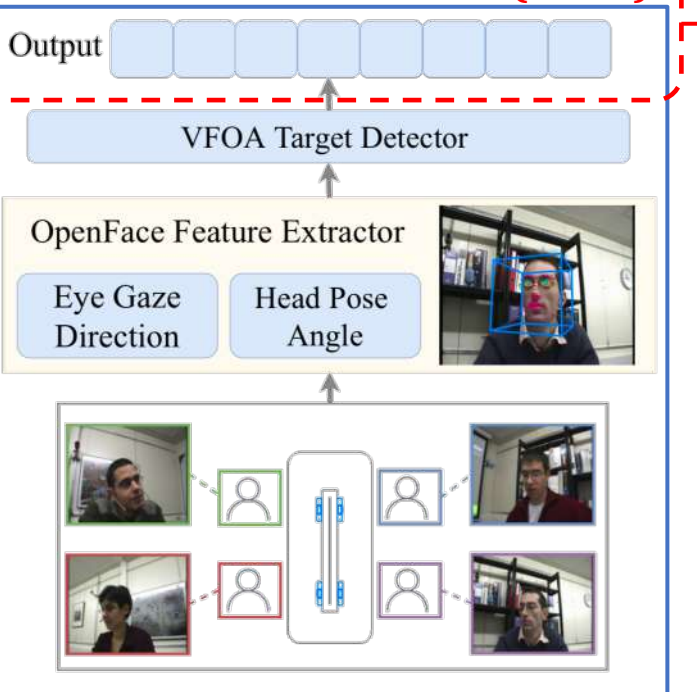 Output
VFOA Target Detector
OpenFace Feature Extractor
Eye Gaze
Direction
Head Pose
Angle